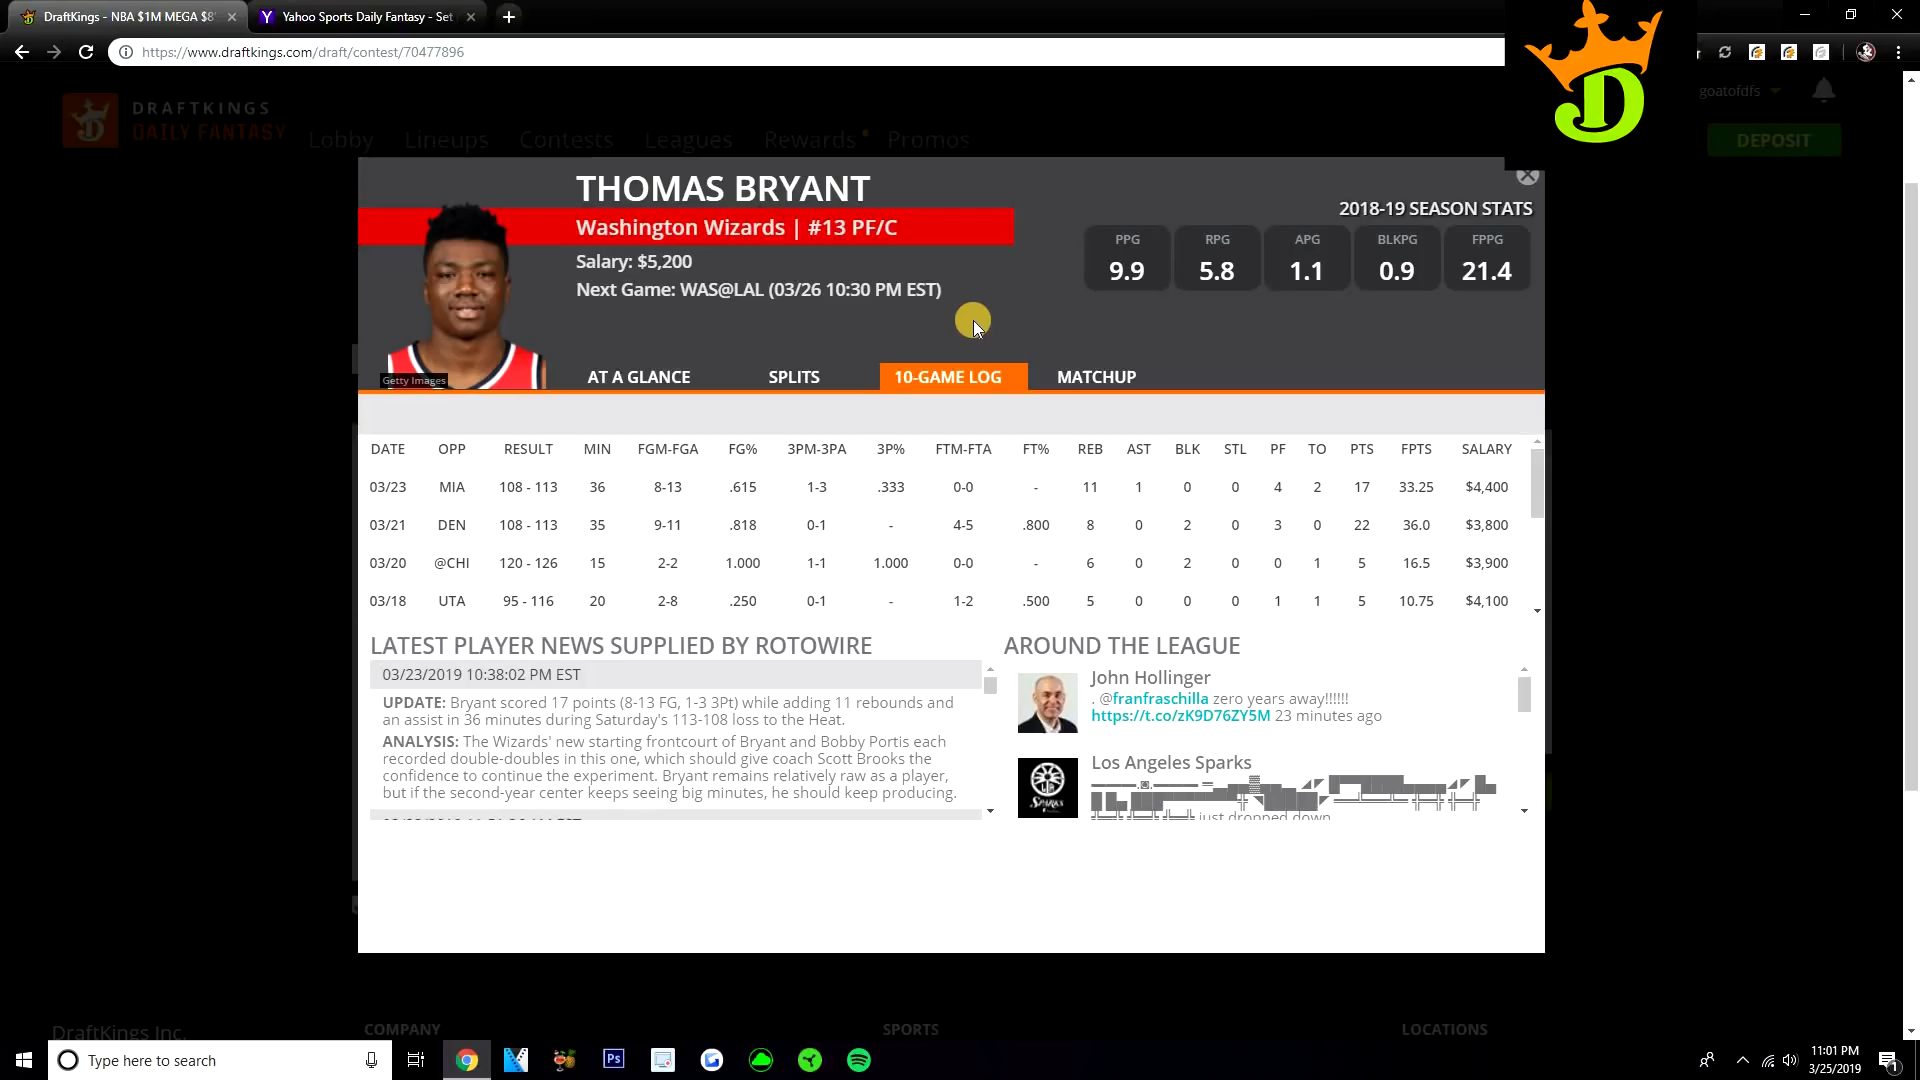 DraftKings - NBA $1M MEGA $8
Yahoo Sports Daily Fantasy - Set
https://www.draftkings.com/draft/contest/70477896
DRAFTKINGS
DAILY FANTASY
Lobby Lineups Contests Leagues Rewards Promos
goatofdfs
DEPOSIT
THOMAS BRYANT
Washington Wizards | #13 PF/C
Salary: $5,200
Next Game: WAS@LAL (03/26 10:30 PM EST)
2018-19 SEASON STATS
PPG RPG APG BLKPG FPPG
9.9 5.8 1.1 0.9 21.4
Getty Images
AT A GLANCE SPLITS 10-GAME LOG MATCHUP
DATE OPP RESULT MIN FGM-FGA FG% 3PM-3PA 3P% FTM-FTA FT% REB AST BLK STL PF TO PTS FPTS SALARY
03/23 MIA 108 - 113 36 8-13 .615 1-3 .333 0-0 - 11 1 0 0 4 2 17 33.25 $4,400
03/21 DEN 108 - 113 35 9-11 .818 0-1 - 4-5 .800 8 0 2 0 3 0 22 36.0 $3,800
03/20 @CHI 120 - 126 15 2-2 1.000 1-1 1.000 0-0 - 6 0 2 0 0 1 5 16.5 $3,900
03/18 UTA 95 - 116 20 2-8 .250 0-1 - 1-2 .500 5 0 0 0 1 1 5 10.75 $4,100
LATEST PLAYER NEWS SUPPLIED BY ROTOWIRE
03/23/2019 10:38:02 PM EST
UPDATE: Bryant scored 17 points (8-13 FG, 1-3 3Pt) while adding 11 rebounds and
an assist in 36 minutes during Saturday's 113-108 loss to the Heat.
ANALYSIS: The Wizards' new starting frontcourt of Bryant and Bobby Portis each
recorded double-doubles in this one, which should give coach Scott Brooks the
confidence to continue the experiment. Bryant remains relatively raw as a player,
but if the second-year center keeps seeing big minutes, he should keep producing.
AROUND THE LEAGUE
John Hollinger
. @franfraschilla zero years away!!!!!!
https://t.co/zK9D76ZY5M 23 minutes ago
Los Angeles Sparks
SPARKS
just dropped down
DraftKings Inc.
COMPANY SPORTS LOCATIONS
Type here to search
Ps
11:01 PM
3/25/2019
1